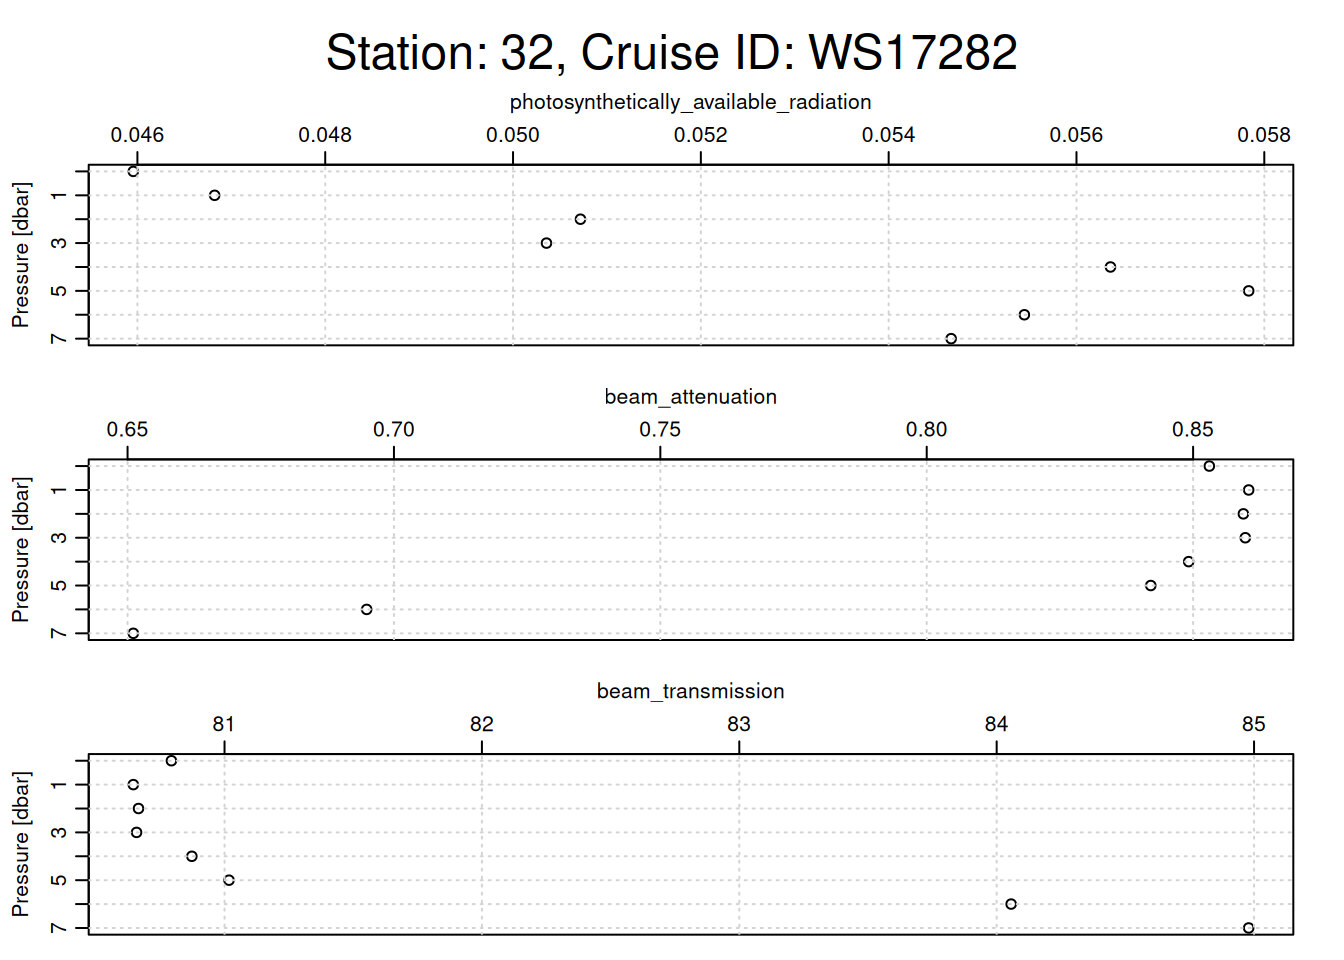 Station: 32, Cruise ID: WS17282
photosynthetically_available_radiation
0.046 0.048 0.050 0.052 0.054 0.056 0.058
Pressure [dbar]
1
3
5
7
beam_attenuation
0.65 0.70 0.75 0.80 0.85
Pressure [dbar]
1
3
5
7
beam_transmission
81 82 83 84 85
Pressure [dbar]
1
3
5
7